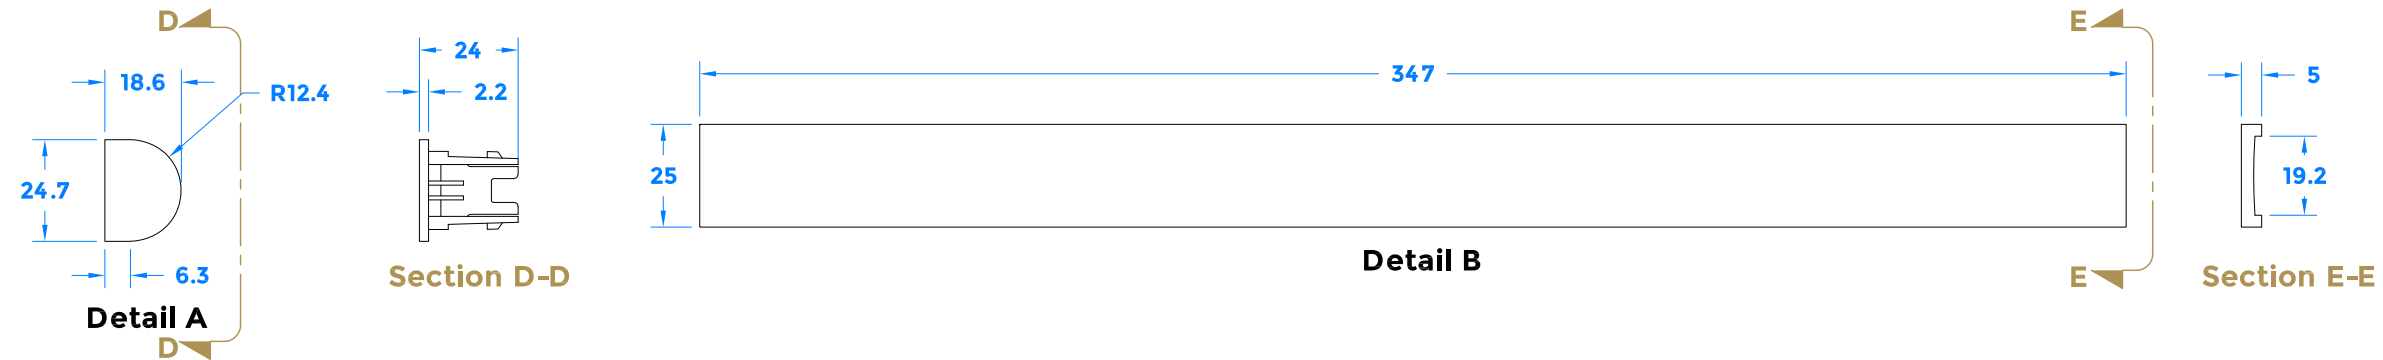 D
18.6
R12.4
24.7
6.3
Detail A
D
24
2.2
Section D-D
347
25
Detail B
E
E
5
19.2
Section E-E